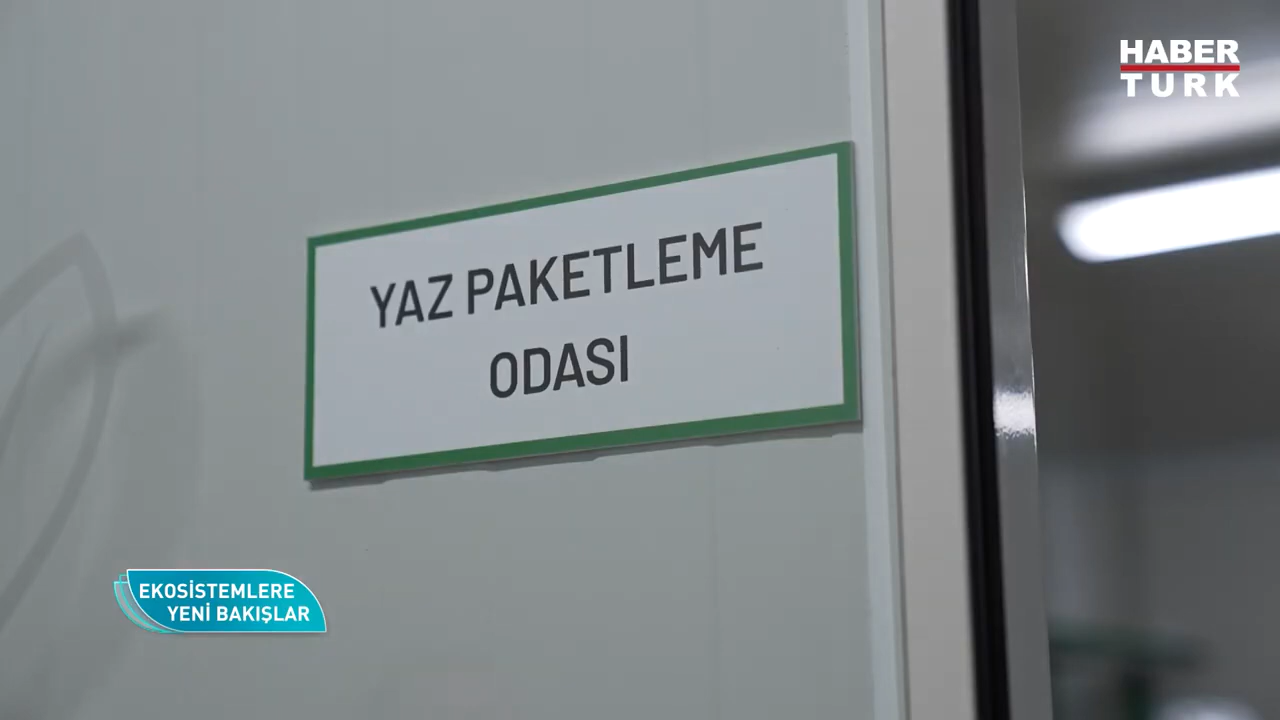 HABER
TURK
YAZ PAKETLEME
ODASI
EKOSİSTEMLERE
YENİ BAKIŞLAR